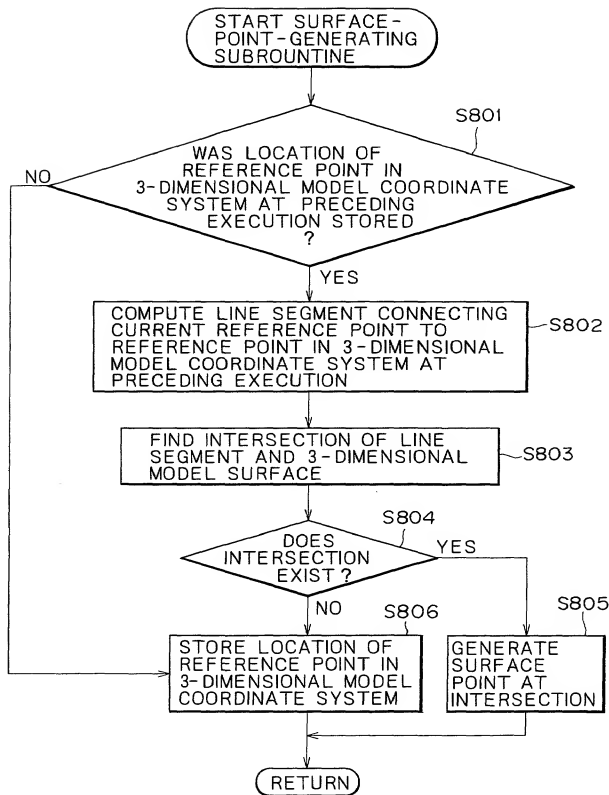 START SURFACE-
POINT-GENERATING
SUBROUNTINE
S801
WAS LOCATION OF
REFERENCE POINT IN
3-DIMENSIONAL MODEL COORDINATE
SYSTEM AT PRECEDING
EXECUTION STORED
?
NO
YES
COMPUTE LINE SEGMENT CONNECTING
CURRENT REFERENCE POINT TO
REFERENCE POINT IN 3-DIMENSIONAL
MODEL COORDINATE SYSTEM AT
PRECEDING EXECUTION
S802
FIND INTERSECTION OF LINE
SEGMENT AND 3-DIMENSIONAL
MODEL SURFACE
S803
S804
DOES
INTERSECTION
EXIST?
YES
NO
S806
STORE LOCATION OF
REFERENCE POINT IN
3-DIMENSIONAL MODEL
COORDINATE SYSTEM
S805
GENERATE
SURFACE
POINT AT
INTERSECTION
RETURN